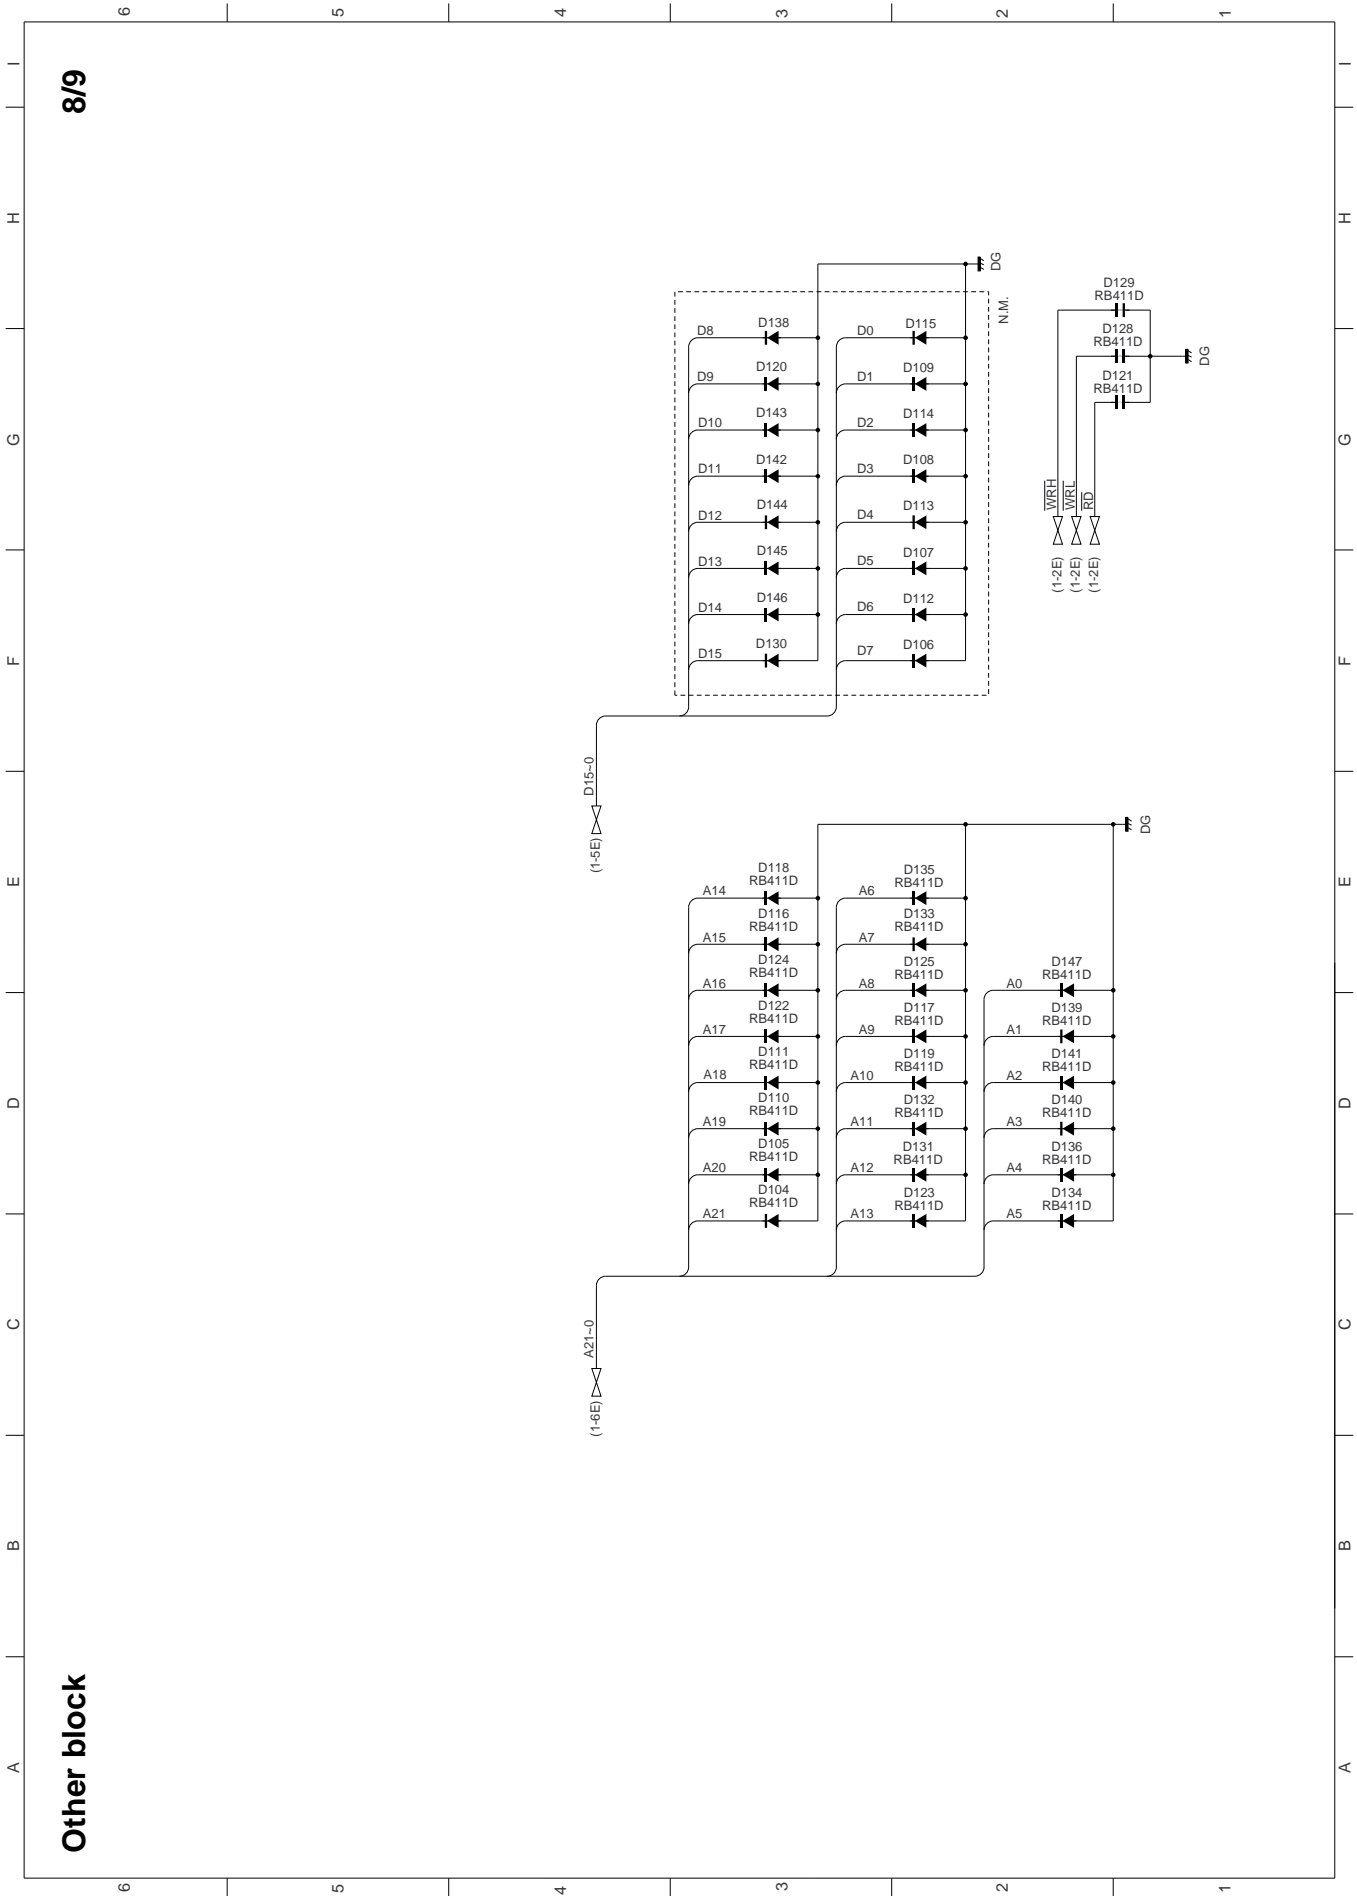 6 5 4 3 2 1
I H G F E D C B A
8/9
Other block
D8 D138
D9 D120
D10 D143
D11 D142
D12 D144
D13 D145
D14 D146
D15 D130
D0 D115
D1 D109
D2 D114
D3 D108
D4 D113
D5 D107
D6 D112
D7 D106
DG
N.M.
D129
RB411D
D128
RB411D
D121
RB411D
DG
WRH
WRL
RD
(1-2E)
(1-2E)
(1-2E)
(1-5E) D15~0
D118
A14 RB411D
D116
A15 RB411D
D124
A16 RB411D
D122
A17 RB411D
D111
A18 RB411D
D110
A19 RB411D
D105
A20 RB411D
D104
A21 RB411D
D135
A6 RB411D
D133
A7 RB411D
D125
A8 RB411D
D117
A9 RB411D
D119
A10 RB411D
D132
A11 RB411D
D131
A12 RB411D
D123
A13 RB411D
D147
A0 RB411D
D139
A1 RB411D
D141
A2 RB411D
D140
A3 RB411D
D136
A4 RB411D
D134
A5 RB411D
DG
(1-6E) A21~0
I H G F E D C B A
6 5 4 3 2 1